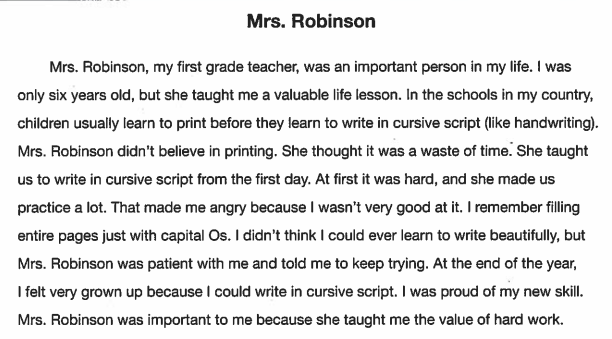 Mrs. Robinson
Mrs. Robinson, my first grade teacher, was an important person in my life. I was
only six years old, but she taught me a valuable life lesson. In the schools in my country,
children usually learn to print before they learn to write in cursive script (like handwriting).
Mrs. Robinson didn't believe in printing. She thought it was a waste of time. She taught
us to write in cursive script from the first day. At first it was hard, and she made us
practice a lot. That made me angry because I wasn't very good at it. I remember filling
entire pages just with capital Os. I didn't think I could ever learn to write beautifully, but
Mrs. Robinson was patient with me and told me to keep trying. At the end of the year,
I felt very grown up because I could write in cursive script. I was proud of my new skill.
Mrs. Robinson was important to me because she taught me the value of hard work.